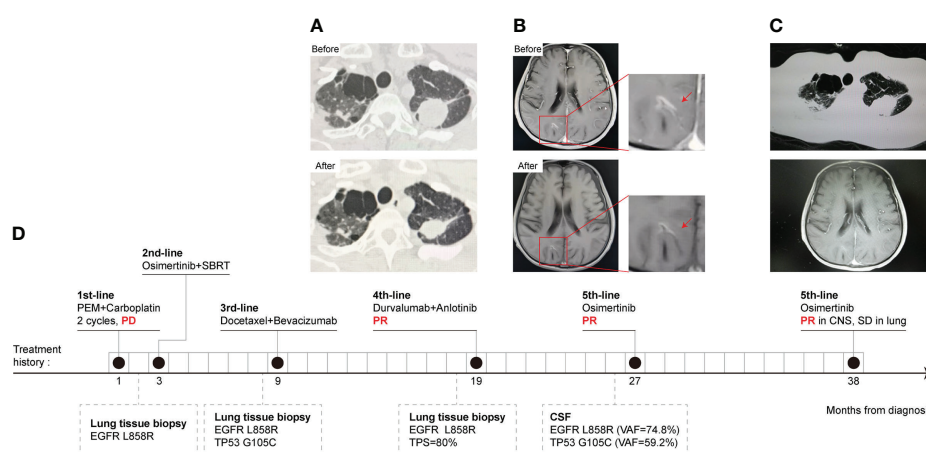 A
B
C
Before
Before
After
After
D
2nd-line
Osimertinib+SBRT
1st-line
PEM+Carboplatin
2 cycles, PD
3rd-line
Docetaxel+Bevacizumab
4th-line
Durvalumab+Anlotinib
PR
5th-line
Osimertinib
PR
5th-line
Osimertinib
PR in CNS, SD in lung
Treatment
history :
1
3
9
19
27
38
Months from diagnos
Lung tissue biopsy
EGFR L858R
Lung tissue biopsy
EGFR L858R
TP53 G105C
Lung tissue biopsy
EGFR L858R
TPS=80%
CSF
EGFR L858R (VAF=74.8%)
TP53 G105C (VAF=59.2%)